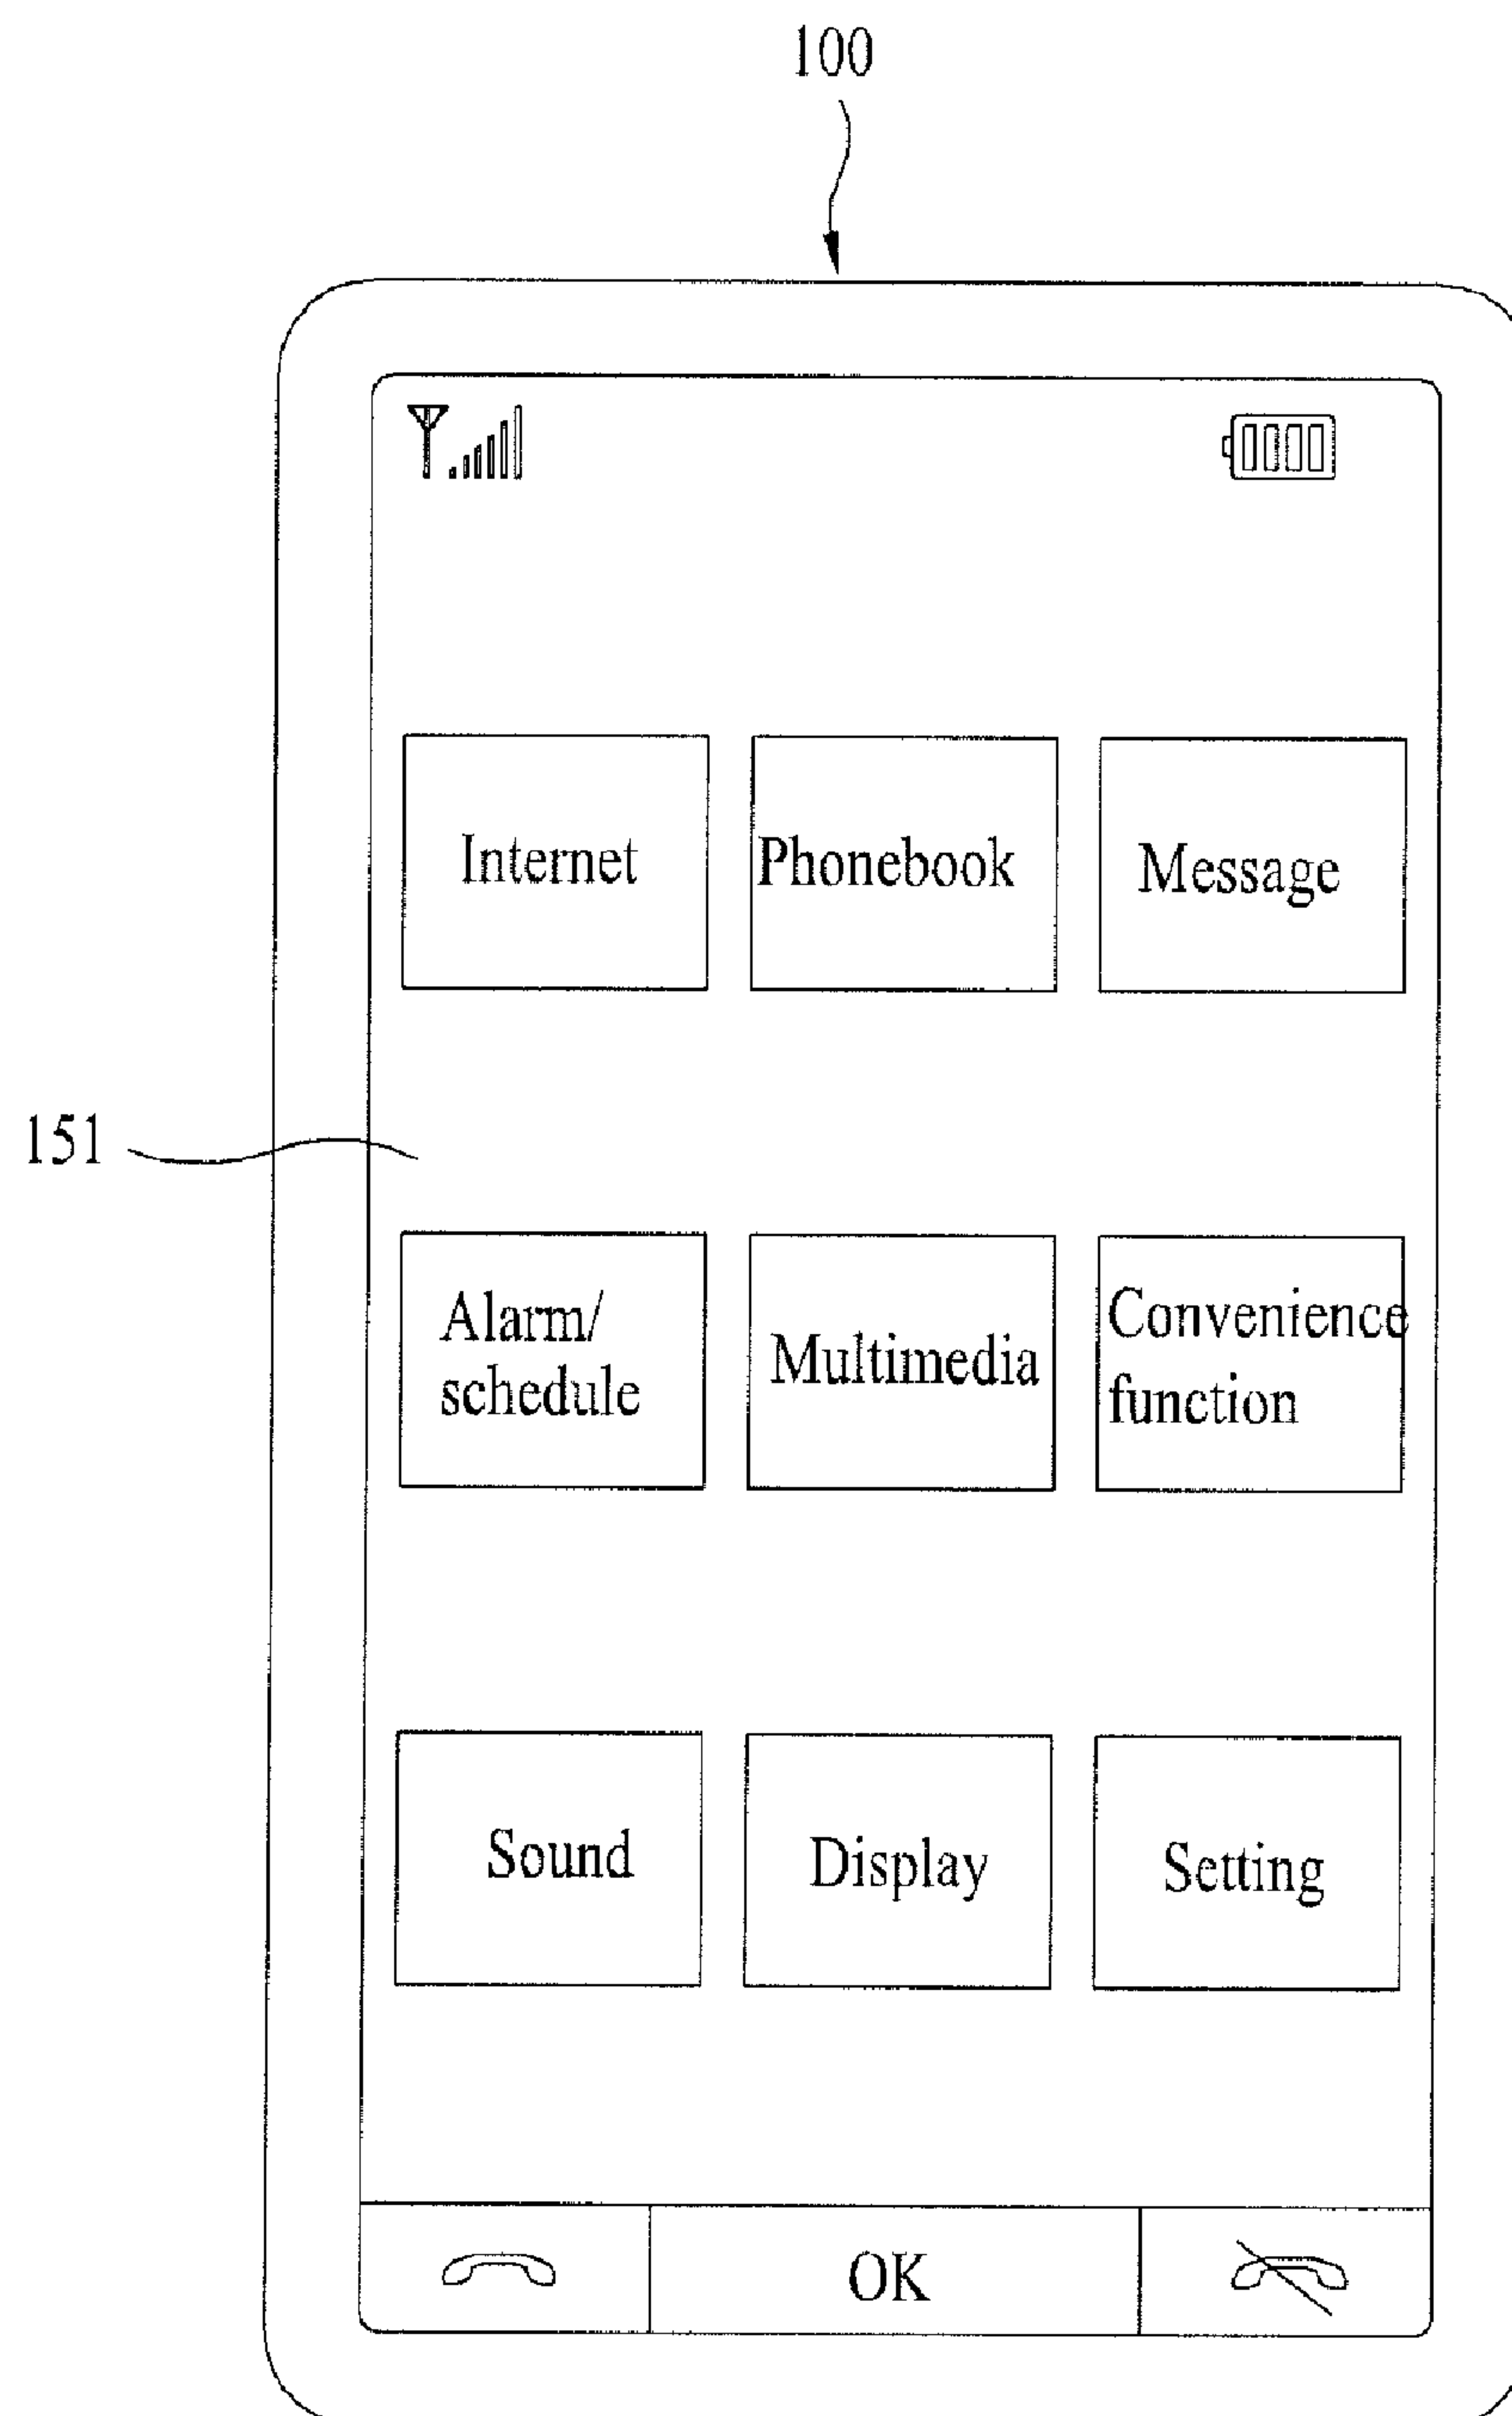 100
Internet
Phonebook
Message
151
Alarm/
schedule
Multimedia
Convenience
function
Sound
Display
Setting
OK